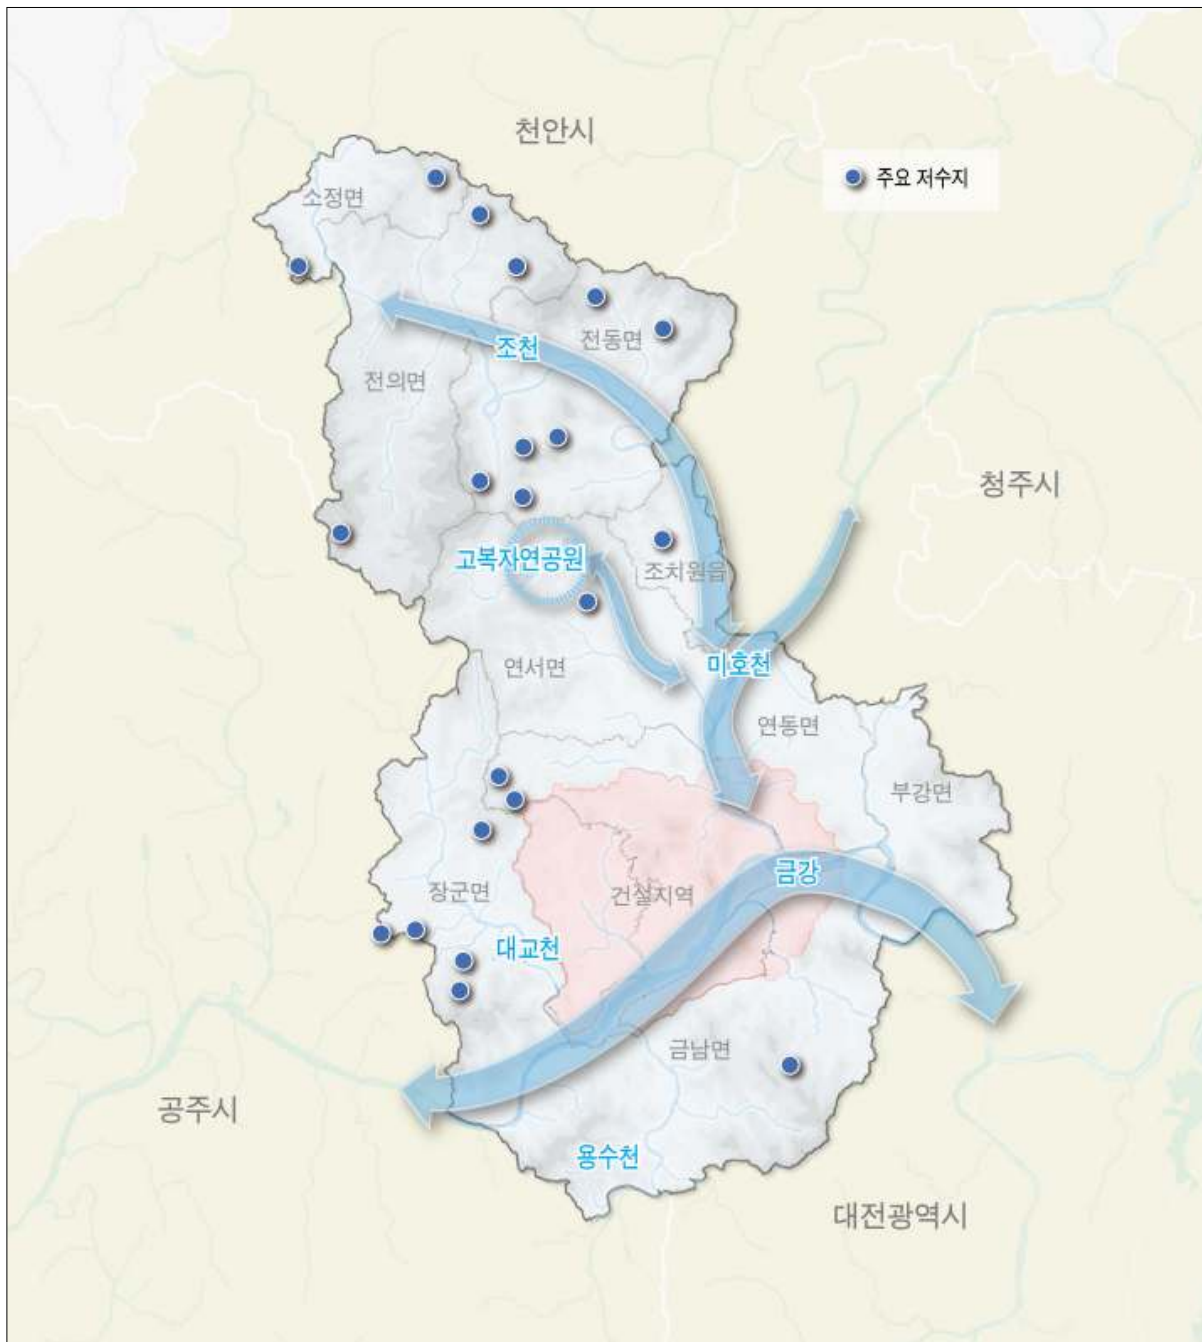 천안시
주요 저수지
소정면
조천
전동면
전의면
청주시
고복자연공원
조치원읍
연서면
미호천
연동면
부강면
금강
장군면
건설지역
대교천
금남면
공주시
용수천
대전광역시